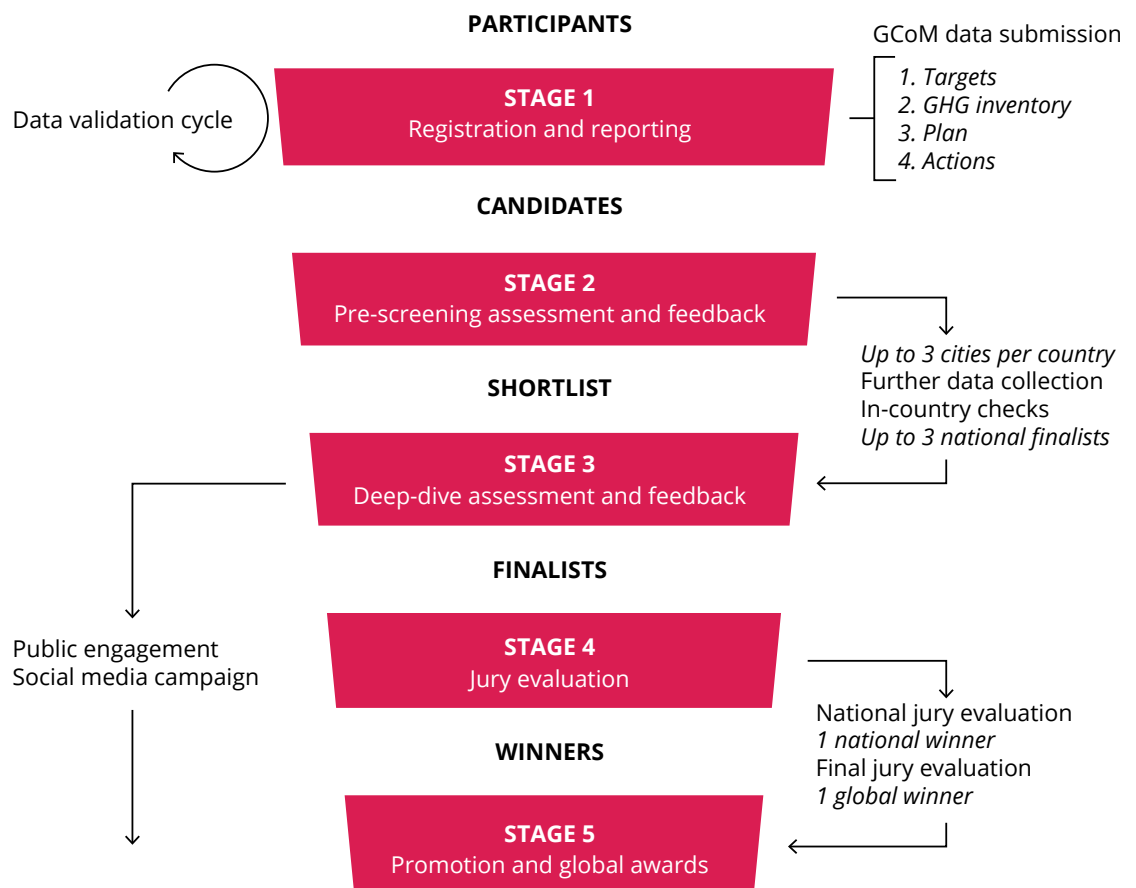 PARTICIPANTS
GCoM data submission
STAGE 1
Registration and reporting
Data validation cycle
1. Targets
2. GHG inventory
3. Plan
4. Actions
CANDIDATES
STAGE 2
Pre-screening assessment and feedback
Up to 3 cities per country
Further data collection
In-country checks
Up to 3 national finalists
SHORTLIST
STAGE 3
Deep-dive assessment and feedback
FINALISTS
Public engagement
Social media campaign
STAGE 4
Jury evaluation
National jury evaluation
1 national winner
Final jury evaluation
1 global winner
WINNERS
STAGE 5
Promotion and global awards